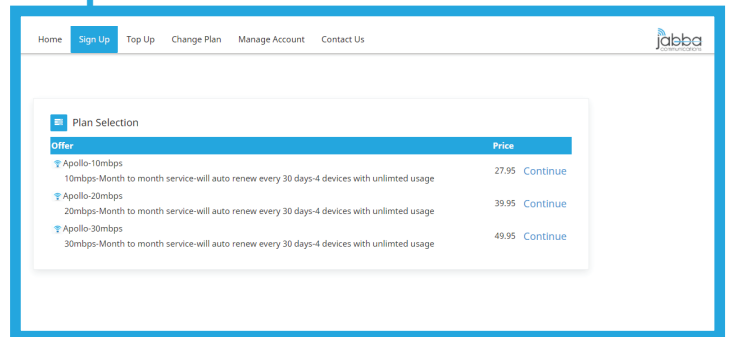 Home Sign Up Top Up Change Plan Manage Account Contact Us
jabba
communications
Plan Selection
Offer Price
Apollo-10mbps
10mbps-Month to month service-will auto renew every 30 days-4 devices with unlimted usage 27.95 Continue
Apollo-20mbps
20mbps-Month to month service-will auto renew every 30 days-4 devices with unlimted usage 39.95 Continue
Apollo-30mbps
30mbps-Month to month service-will auto renew every 30 days-4 devices with unlimted usage 49.95 Continue